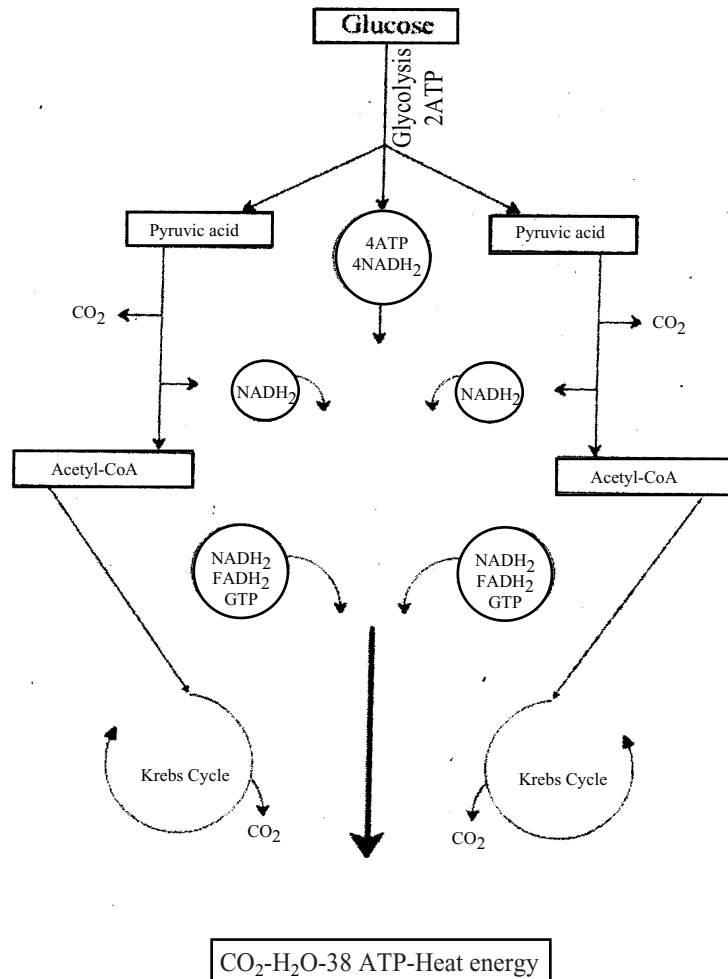 Glucose
Glycolysis
2ATP
Pyruvic acid
4ATP
4NADH₂
Pyruvic acid
CO₂
CO₂
NADH₂
NADH₂
Acetyl-CoA
Acetyl-CoA
NADH₂
FADH₂
GTP
NADH₂
FADH₂
GTP
Krebs Cycle
Krebs Cycle
CO₂
CO₂
CO₂-H₂O-38 ATP-Heat energy